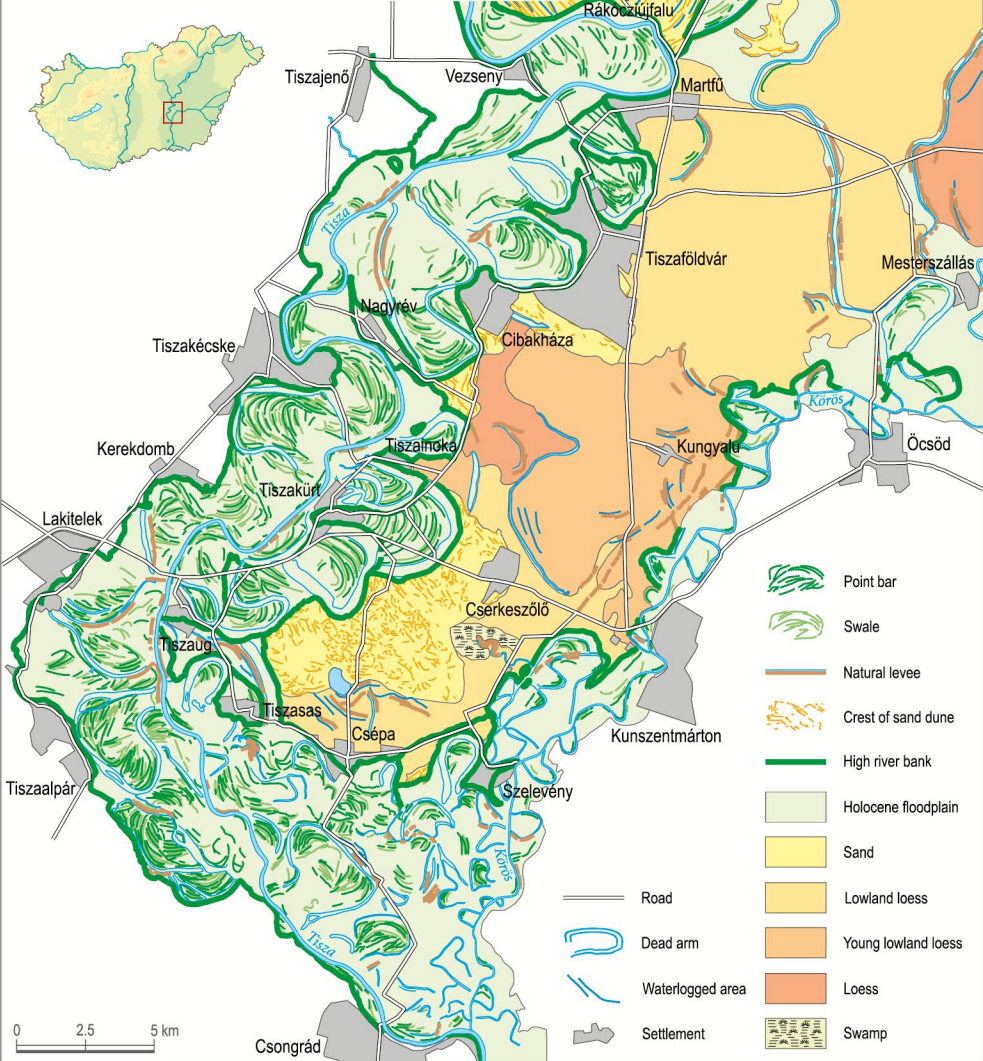 Rákócziújfalu
Tiszajenő
Vezseny
Martfű
Tisza
Tiszaföldvár
Mesterszállás
Nagyrév
Cibakháza
Tiszakécske
Körös
Tiszainoka
Kungyalu
Öcsöd
Kerekdomb
Tiszakürt
Lakitelek
Cserkeszőlő
Tiszaug
Tiszasas
Csépa
Kunszentmárton
Tiszaalpár
Szelevény
Körös
Tisza
Csongrád
Point bar
Swale
Natural levee
Crest of sand dune
High river bank
Holocene floodplain
Sand
Lowland loess
Young lowland loess
Loess
Swamp
Road
Dead arm
Waterlogged area
Settlement
0 2.5 5 km